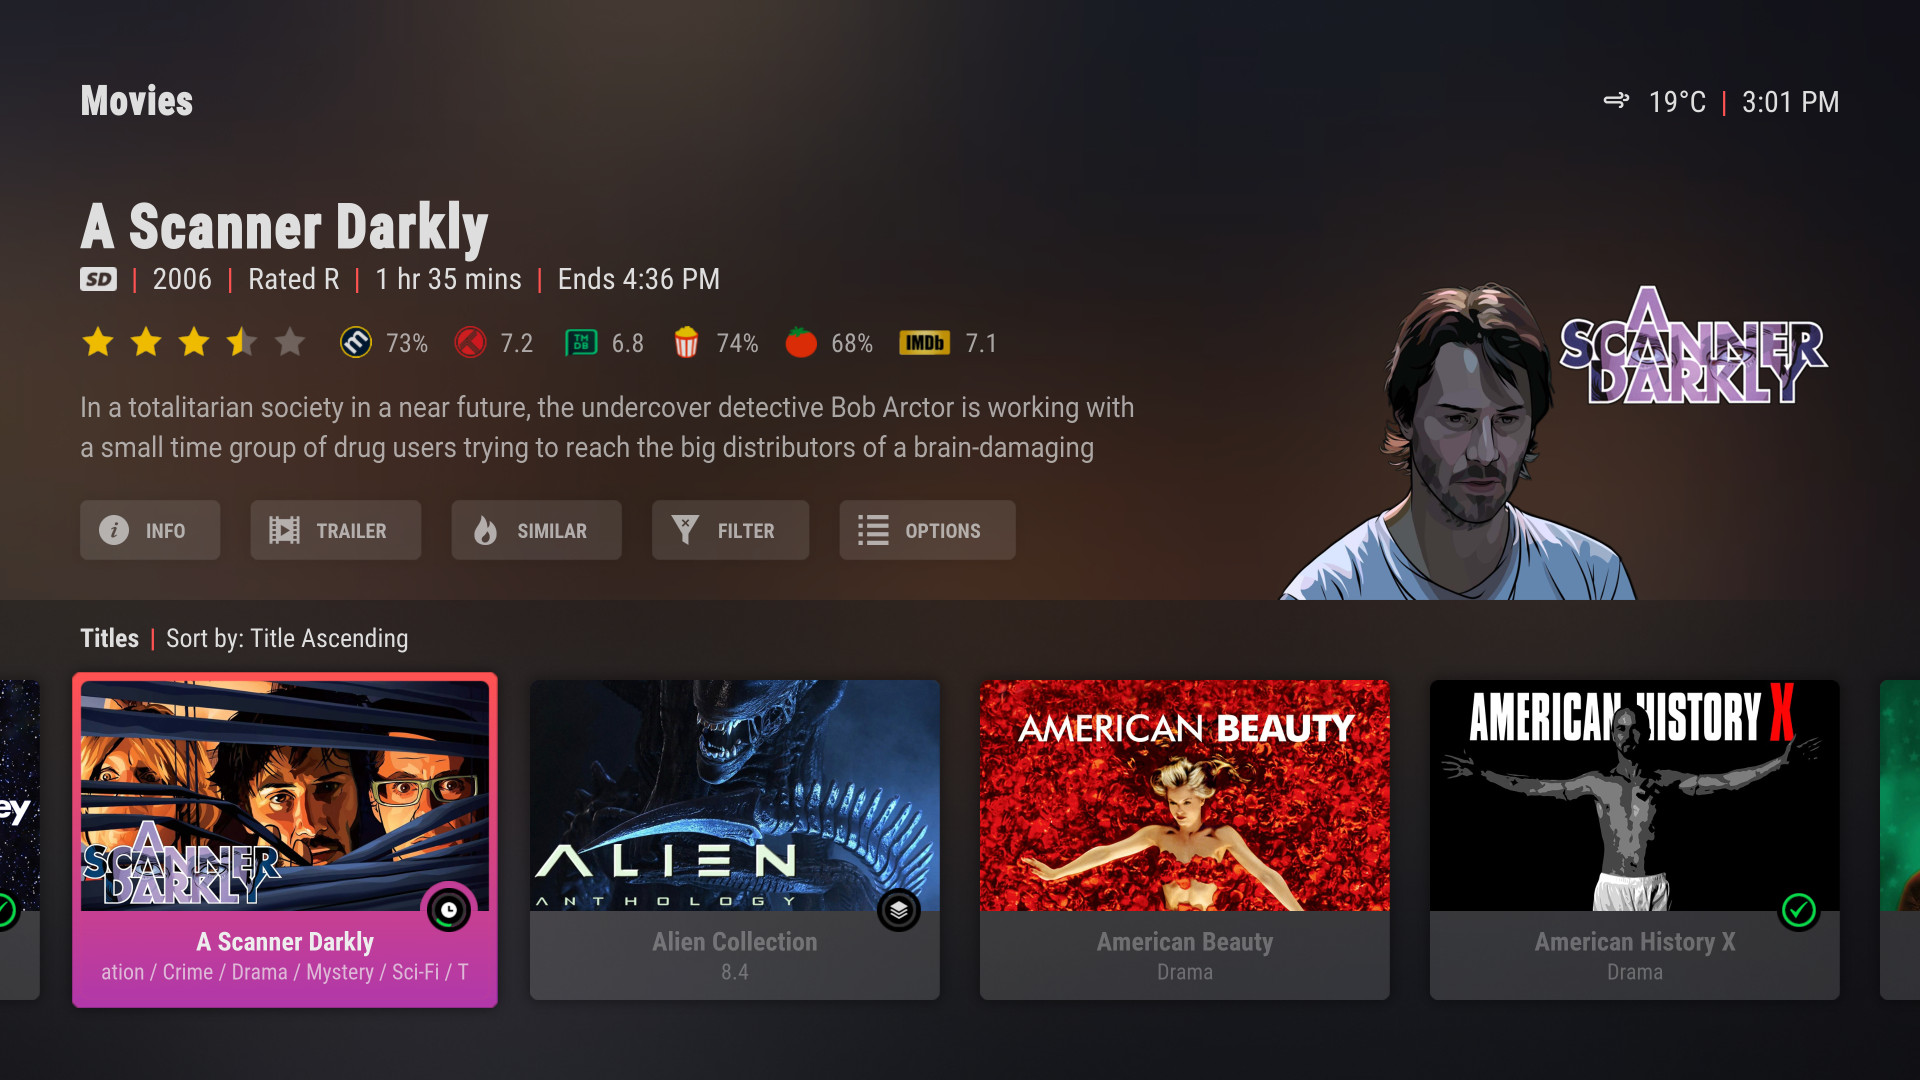 Movies
19°C | 3:01 PM
A Scanner Darkly
SD | 2006 | Rated R | 1 hr 35 mins | Ends 4:36 PM
73% 7.2 TMDB 6.8 74% 68% IMDb 7.1
In a totalitarian society in a near future, the undercover detective Bob Arctor is working with
a small time group of drug users trying to reach the big distributors of a brain-damaging
A
SCANNER
DARKLY
INFO TRAILER SIMILAR FILTER OPTIONS
Titles | Sort by: Title Ascending
ey
A
SCANNER
DARKLY
A Scanner Darkly
ation / Crime / Drama / Mystery / Sci-Fi / T
ALIEN
ANTHOLOGY
Alien Collection
8.4
AMERICAN BEAUTY
American Beauty
Drama
AMERICAN HISTORY X
American History X
Drama